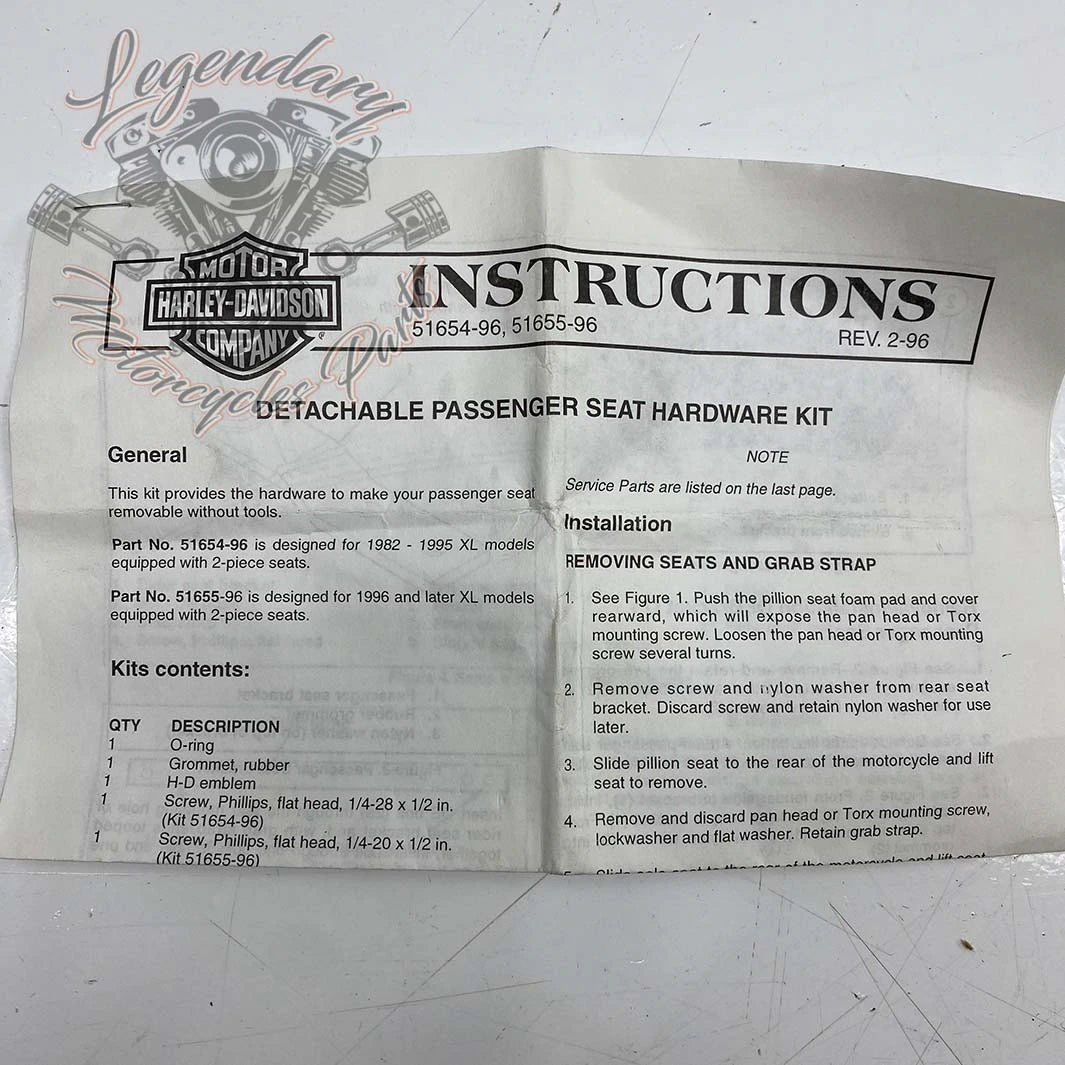 Legendary
Motorcycles Parts
MOTOR
HARLEY-DAVIDSON
COMPANY
INSTRUCTIONS
51654-96, 51655-96
REV. 2-96
DETACHABLE PASSENGER SEAT HARDWARE KIT
General
This kit provides the hardware to make your passenger seat
removable without tools.
Part No. 51654-96 is designed for 1982 - 1995 XL models
equipped with 2-piece seats.
Part No. 51655-96 is designed for 1996 and later XL models
equipped with 2-piece seats.
Kits contents:
QTY DESCRIPTION
1 O-ring
1 Grommet, rubber
1 H-D emblem
1 Screw, Phillips, flat head, 1/4-28 x 1/2 in.
(Kit 51654-96)
1 Screw, Phillips, flat head, 1/4-20 x 1/2 in.
(Kit 51655-96)
NOTE
Service Parts are listed on the last page.
Installation
REMOVING SEATS AND GRAB STRAP
1. See Figure 1. Push the pillion seat foam pad and cover
rearward, which will expose the pan head or Torx
mounting screw. Loosen the pan head or Torx mounting
screw several turns.
2. Remove screw and nylon washer from rear seat
bracket. Discard screw and retain nylon washer for use
later.
3. Slide pillion seat to the rear of the motorcycle and lift
seat to remove.
4. Remove and discard pan head or Torx mounting screw,
lockwasher and flat washer. Retain grab strap.
seat to the rear of the motorcycle and lift seat